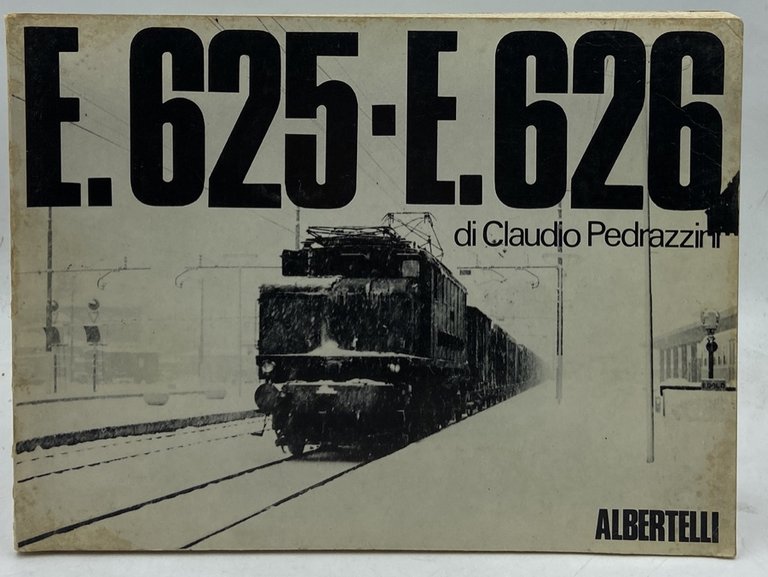 E.625·E.626
di Claudio Pedrazzini
ALBERTELLI